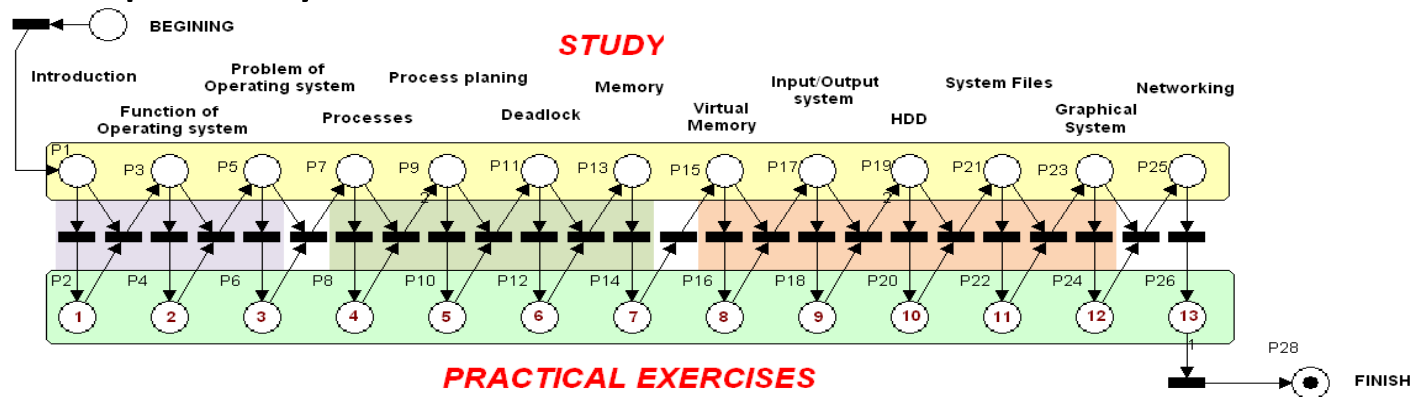 BEGINING
STUDY
Introduction
Function of
Operating system
Problem of
Operating system
Processes
Process planing
Deadlock
Memory
Virtual
Memory
Input/Output
system
HDD
System Files
Graphical
System
Networking
P1
P3
P5
P7
P9
P11
P13
P15
P17
P19
P21
P23
P25
2
2
P2
P4
P6
P8
P10
P12
P14
P16
P18
P20
P22
P24
P26
1
2
3
4
5
6
7
8
9
10
11
12
13
1
P28
FINISH
PRACTICAL EXERCISES